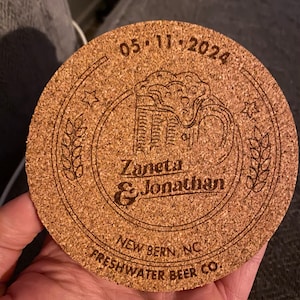 05 • 11 • 2024
Zaneta
& Jonathan
NEW BERN, NC
FRESHWATER BEER CO.